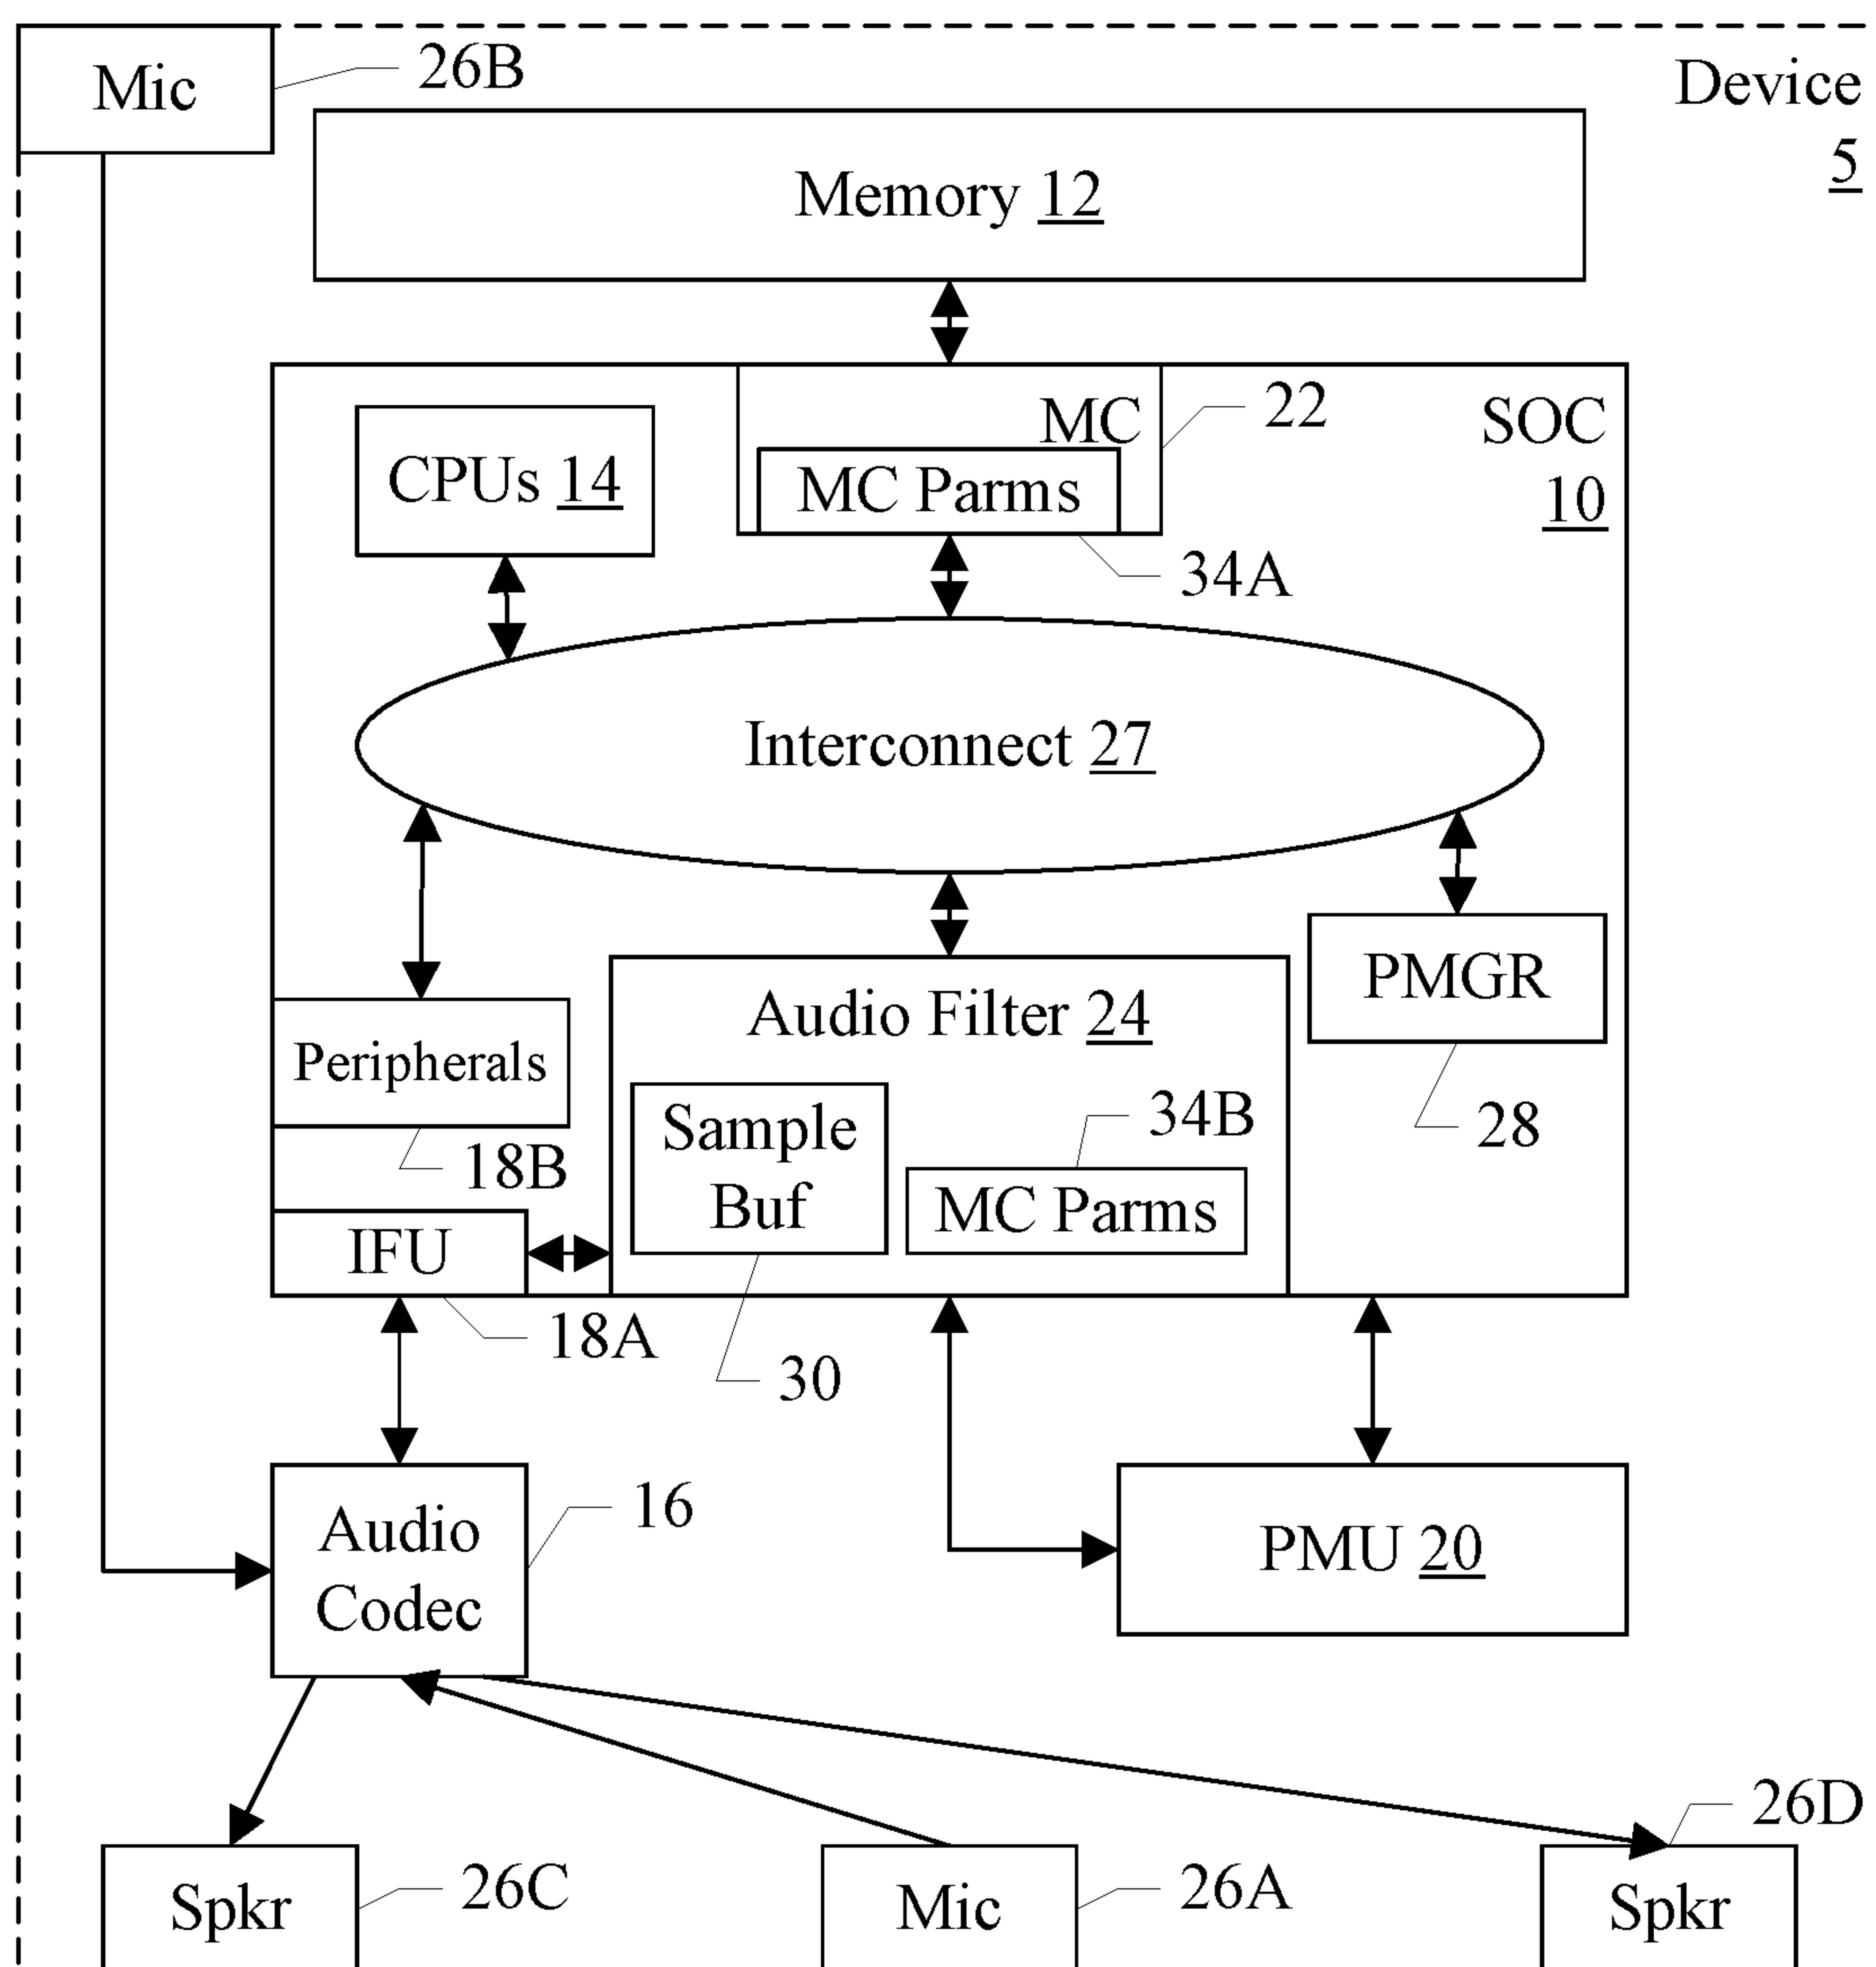 Mic
26B
Device
5
Memory 12
MC
22
SOC
10
CPUs 14
MC Parms
34A
Interconnect 27
PMGR
28
Audio Filter 24
Peripherals
18B
Sample
Buf
34B
MC Parms
IFU
18A
30
Audio
Codec
16
PMU 20
26D
Spkr
26C
Mic
26A
Spkr